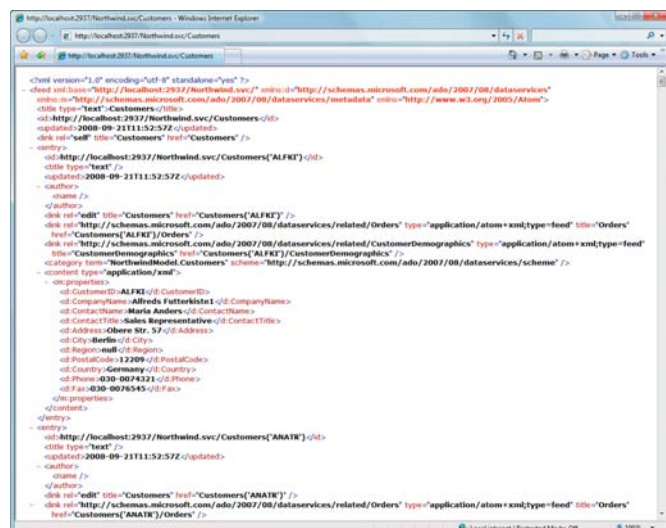 http://localhost:2937/Northwind.svc/Customers - Windows Internet Explorer
http://localhost:2937/Northwind.svc/Customers
http://localhost:2937/Northwind.svc/Customers Page Tools
<?xml version="1.0" encoding="utf-8" standalone="yes" ?>
- <feed xml:base="http://localhost:2937/Northwind.svc/" xmlns:d="http://schemas.microsoft.com/ado/2007/08/dataservices"
xmlns:m="http://schemas.microsoft.com/ado/2007/08/dataservices/metadata" xmlns="http://www.w3.org/2005/Atom">
<title type="text">Customers</title>
<id>http://localhost:2937/Northwind.svc/Customers</id>
<updated>2008-09-21T11:52:57Z</updated>
<link rel="self" title="Customers" href="Customers" />
- <entry>
<id>http://localhost:2937/Northwind.svc/Customers('ALFKI')</id>
<title type="text" />
<updated>2008-09-21T11:52:57Z</updated>
- <author>
<name />
</author>
<link rel="edit" title="Customers" href="Customers('ALFKI')" />
<link rel="http://schemas.microsoft.com/ado/2007/08/dataservices/related/Orders" type="application/atom+xml;type=feed" title="Orders"
href="Customers('ALFKI')/Orders" />
<link rel="http://schemas.microsoft.com/ado/2007/08/dataservices/related/CustomerDemographics" type="application/atom+xml;type=feed"
title="CustomerDemographics" href="Customers('ALFKI')/CustomerDemographics" />
<category term="NorthwindModel.Customers" scheme="http://schemas.microsoft.com/ado/2007/08/dataservices/scheme" />
- <content type="application/xml">
- <m:properties>
<d:CustomerID>ALFKI</d:CustomerID>
<d:CompanyName>Alfreds Futterkiste1</d:CompanyName>
<d:ContactName>Maria Anders</d:ContactName>
<d:ContactTitle>Sales Representative</d:ContactTitle>
<d:Address>Obere Str. 57</d:Address>
<d:City>Berlin</d:City>
<d:Region>null</d:Region>
<d:PostalCode>12209</d:PostalCode>
<d:Country>Germany</d:Country>
<d:Phone>030-0074321</d:Phone>
<d:Fax>030-0076545</d:Fax>
</m:properties>
</content>
</entry>
- <entry>
<id>http://localhost:2937/Northwind.svc/Customers('ANATR')</id>
<title type="text" />
<updated>2008-09-21T11:52:57Z</updated>
- <author>
<name />
</author>
<link rel="edit" title="Customers" href="Customers('ANATR')" />
- <link rel="http://schemas.microsoft.com/ado/2007/08/dataservices/related/Orders" type="application/atom+xml;type=feed" title="Orders"
href="Customers('ANATR')/Orders" />